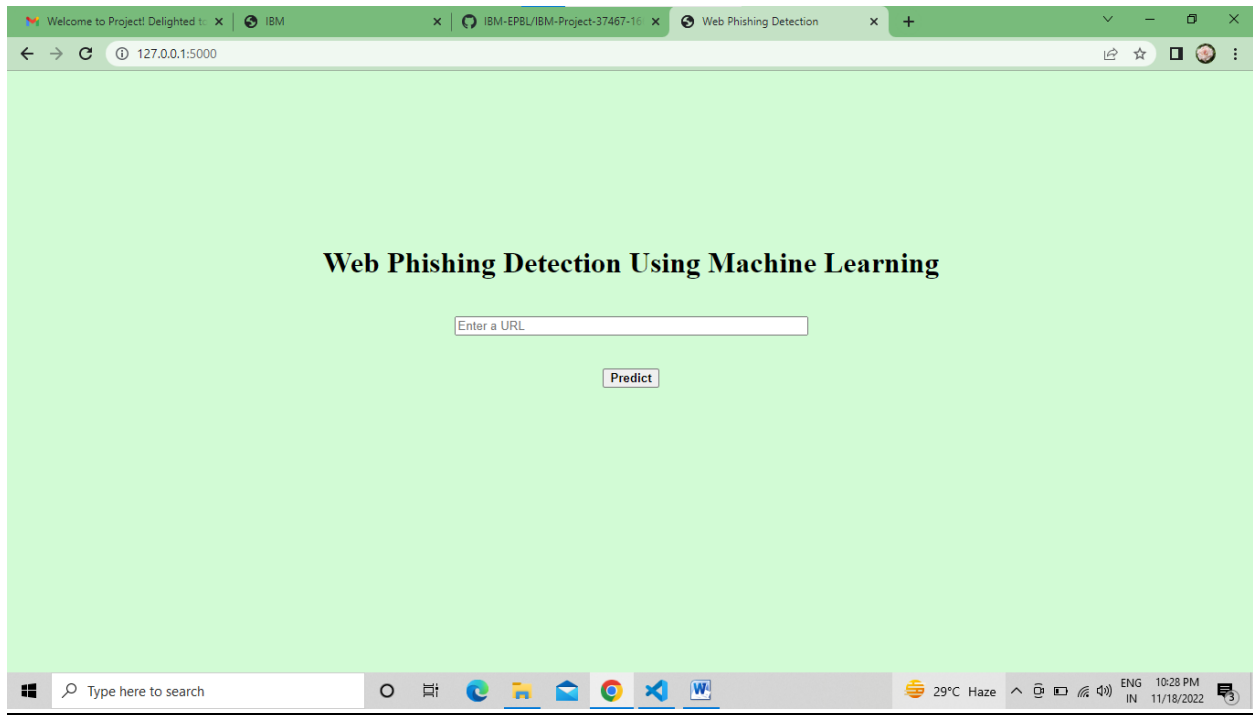 Welcome to Project! Delighted to
IBM
IBM-EPBL/IBM-Project-37467-16
Web Phishing Detection
127.0.0.1:5000
Web Phishing Detection Using Machine Learning
Enter a URL
Predict
Type here to search
29°C Haze
ENG
IN
10:28 PM
11/18/2022
3